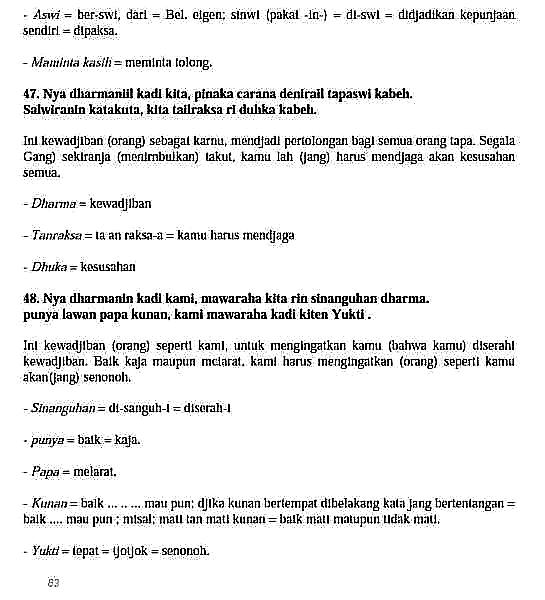 - Aswi = ber-swi, dari = Bel. eigen; sinwi (pakai -in-) = di-swi = didjadikan kepunjaan
sendiri = dipaksa.
- Maminta kasih = meminta tolong.
47. Nya dharmaniil kadi kita, pinaka carana denirail tapaswi kabeh.
Salwiranin katakuta, kita tailraksa ri duhka kabeh.
Ini kewadjiban (orang) sebagai kamu, mendjadi pertolongan bagi semua orang tapa. Segala
Gang) sekiranja (menimbulkan) takut, kamu lah (jang) harus mendjaga akan kesusahan
semua.
- Dharma = kewadjiban
- Tanraksa = ta an raksa-a = kamu harus mendjaga
- Dhuka = kesusahan
48. Nya dharmanin kadi kami, mawaraha kita rin sinanguhan dharma.
punya lawan papa kunan, kami mawaraha kadi kiten Yukti .
Ini kewadjiban (orang) seperti kami, untuk mengingatkan kamu (bahwa kamu) diserahi
kewadjiban. Baik kaja maupun melarat, kami harus mengingatkan (orang) seperti kamu
akan(jang) senonoh.
- Sinanguhan = di-sanguh-i = diserah-i
- punya = baik = kaja.
- Papa = melarat.
- Kunan = baik ... .. ... mau pun; djika kunan bertempat dibelakang kata jang bertentangan =
baik .... mau pun ; misal; mati tan mati kunan = baik mati maupun tidak mati.
- Yukti = tepat = tjotjok = senonoh.
83